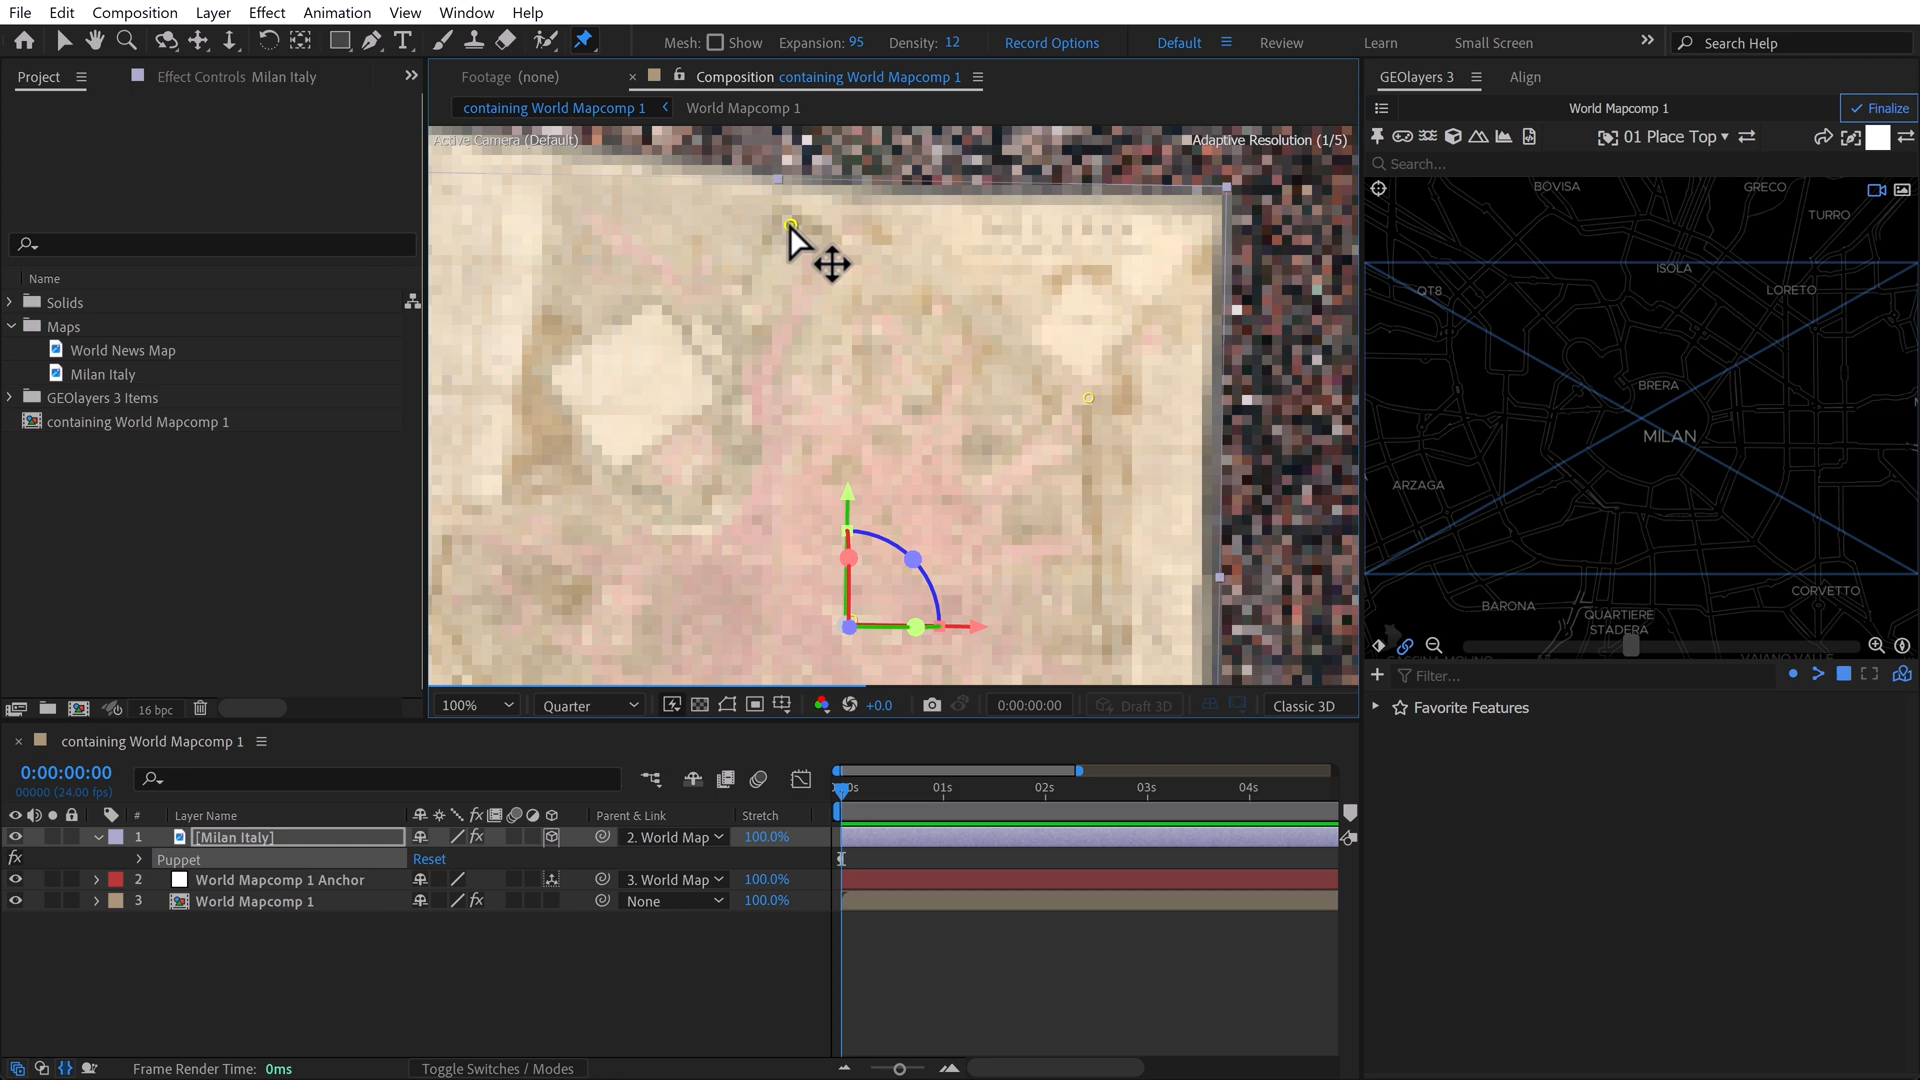 File Edit Composition Layer Effect Animation View Window Help
Mesh: Show Expansion: 95 Density: 12 Record Options Default Review Learn Small Screen Search Help
Project Effect Controls Milan Italy
Footage (none) Composition containing World Mapcomp 1
GEOlayers 3 Align
containing World Mapcomp 1 World Mapcomp 1
World Mapcomp 1 Finalize
Active Camera (Default) Adaptive Resolution (1/5)
01 Place Top
Search...
BOVISA GRECO
TURRO
ISOLA
QT8 LORETO
BRERA
MILAN
ARZAGA
CORVETTO
BARONA QUARTIERE
STADERA
Name
Solids
Maps
World News Map
Milan Italy
GEOlayers 3 Items
containing World Mapcomp 1
16 bpc
100% Quarter +0.0 0:00:00:00 Draft 3D Classic 3D
Filter...
Favorite Features
containing World Mapcomp 1
0:00:00:00
00000 (24.00 fps)
01s 02s 03s 04s
# Layer Name Parent & Link Stretch
1 [Milan Italy] 2. World Map 100.0%
Puppet Reset
2 World Mapcomp 1 Anchor 3. World Map 100.0%
3 World Mapcomp 1 None 100.0%
Frame Render Time: 0ms Toggle Switches / Modes